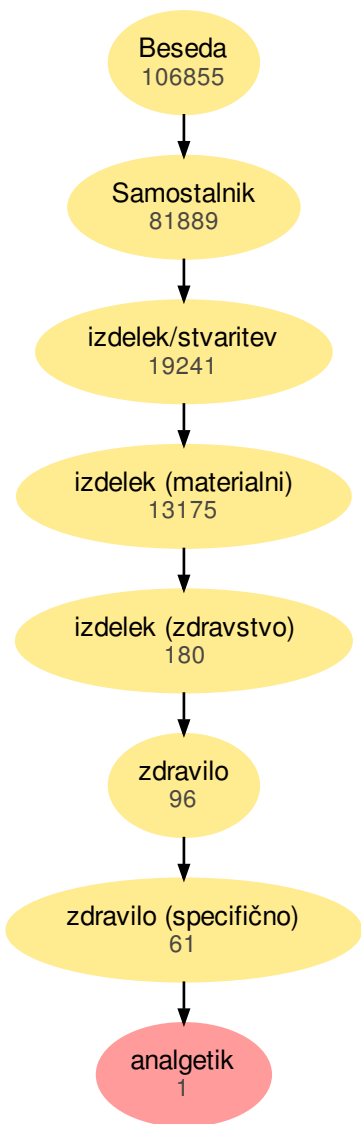 Beseda
106855
Samostalnik
81889
izdelek/stvaritev
19241
izdelek (materialni)
13175
izdelek (zdravstvo)
180
zdravilo
96
zdravilo (specifično)
61
analgetik
1